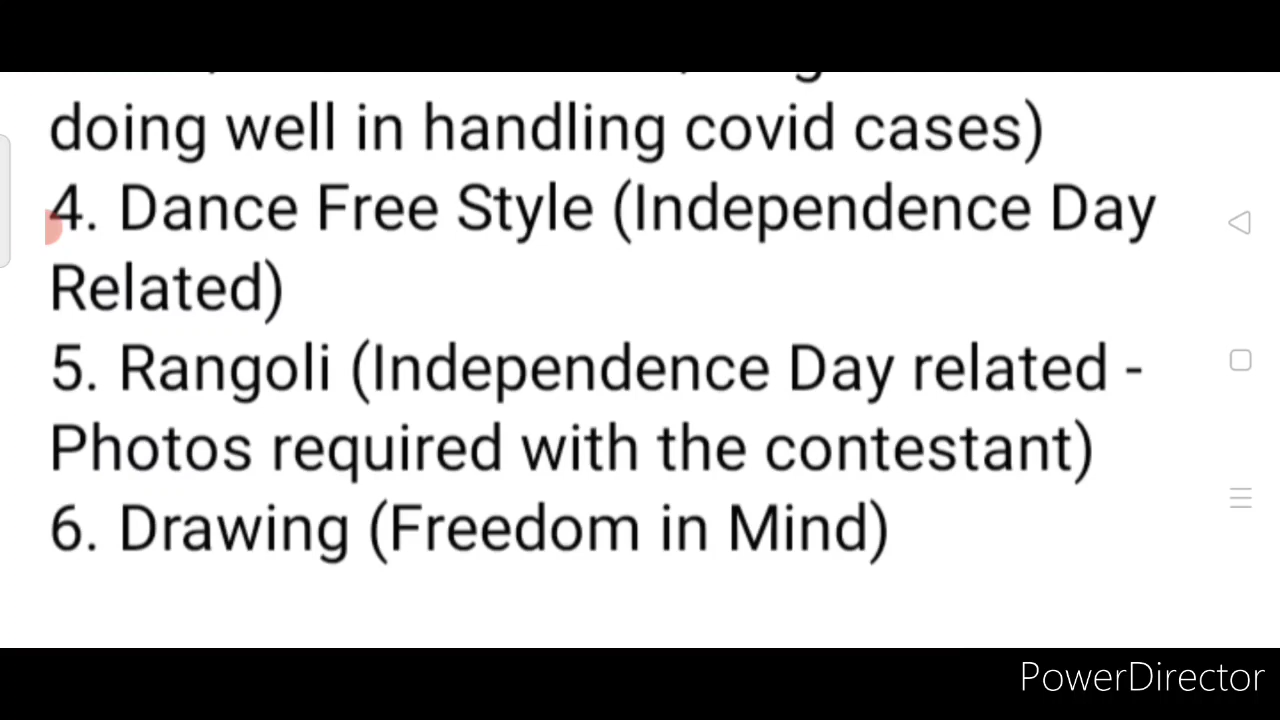 doing well in handling covid cases)
4. Dance Free Style (Independence Day
Related)
5. Rangoli (Independence Day related -
Photos required with the contestant)
6. Drawing (Freedom in Mind)
PowerDirector